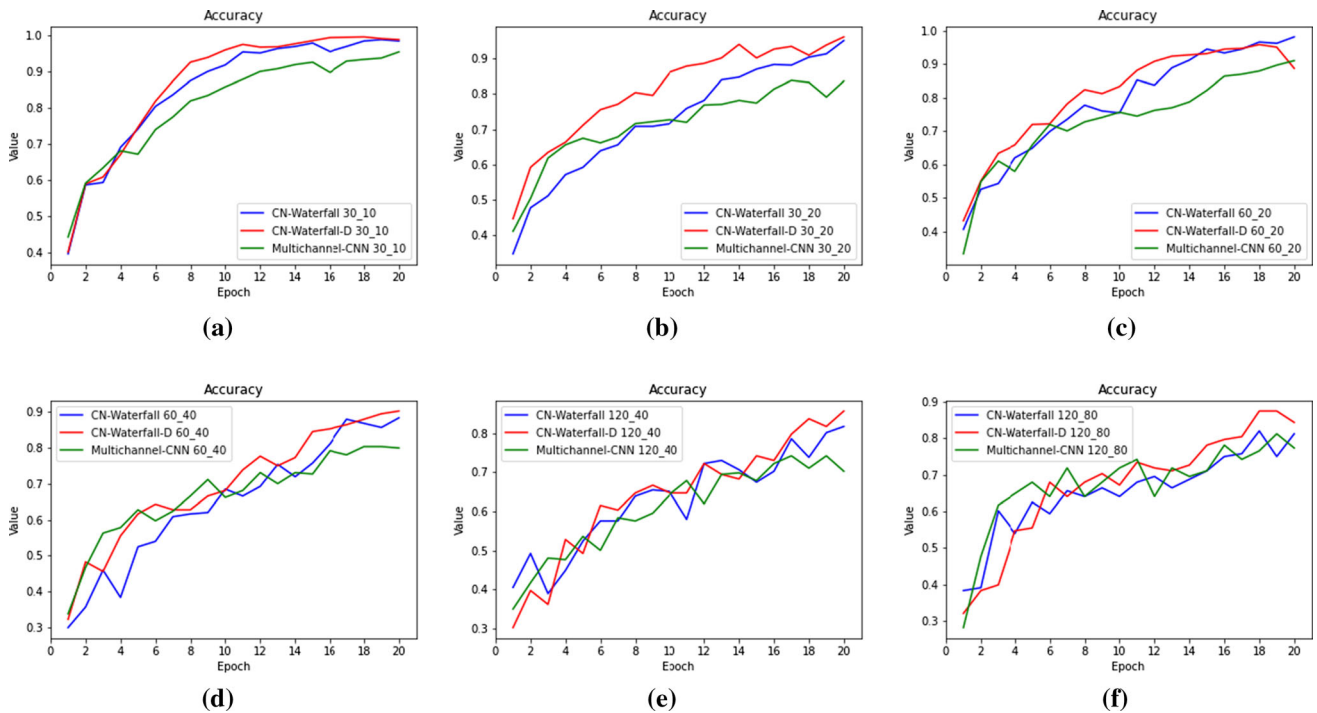 Accuracy
1.0
0.9
0.8
0.7
0.6
0.5
0.4
Value
CN-Waterfall 30_10
CN-Waterfall-D 30_10
Multichannel-CNN 30_10
0 2 4 6 8 10 12 14 16 18 20
Epoch
(a)
Accuracy
0.9
0.8
0.7
0.6
0.5
0.4
Value
CN-Waterfall 30_20
CN-Waterfall-D 30_20
Multichannel-CNN 30_20
0 2 4 6 8 10 12 14 16 18 20
Epoch
(b)
Accuracy
1.0
0.9
0.8
0.7
0.6
0.5
0.4
Value
CN-Waterfall 60_20
CN-Waterfall-D 60_20
Multichannel-CNN 60_20
0 2 4 6 8 10 12 14 16 18 20
Epoch
(c)
Accuracy
0.9
0.8
0.7
0.6
0.5
0.4
0.3
Value
CN-Waterfall 60_40
CN-Waterfall-D 60_40
Multichannel-CNN 60_40
0 2 4 6 8 10 12 14 16 18 20
Epoch
(d)
Accuracy
0.8
0.7
0.6
0.5
0.4
0.3
Value
CN-Waterfall 120_40
CN-Waterfall-D 120_40
Multichannel-CNN 120_40
0 2 4 6 8 10 12 14 16 18 20
Epoch
(e)
Accuracy
0.9
0.8
0.7
0.6
0.5
0.4
0.3
Value
CN-Waterfall 120_80
CN-Waterfall-D 120_80
Multichannel-CNN 120_80
0 2 4 6 8 10 12 14 16 18 20
Epoch
(f)